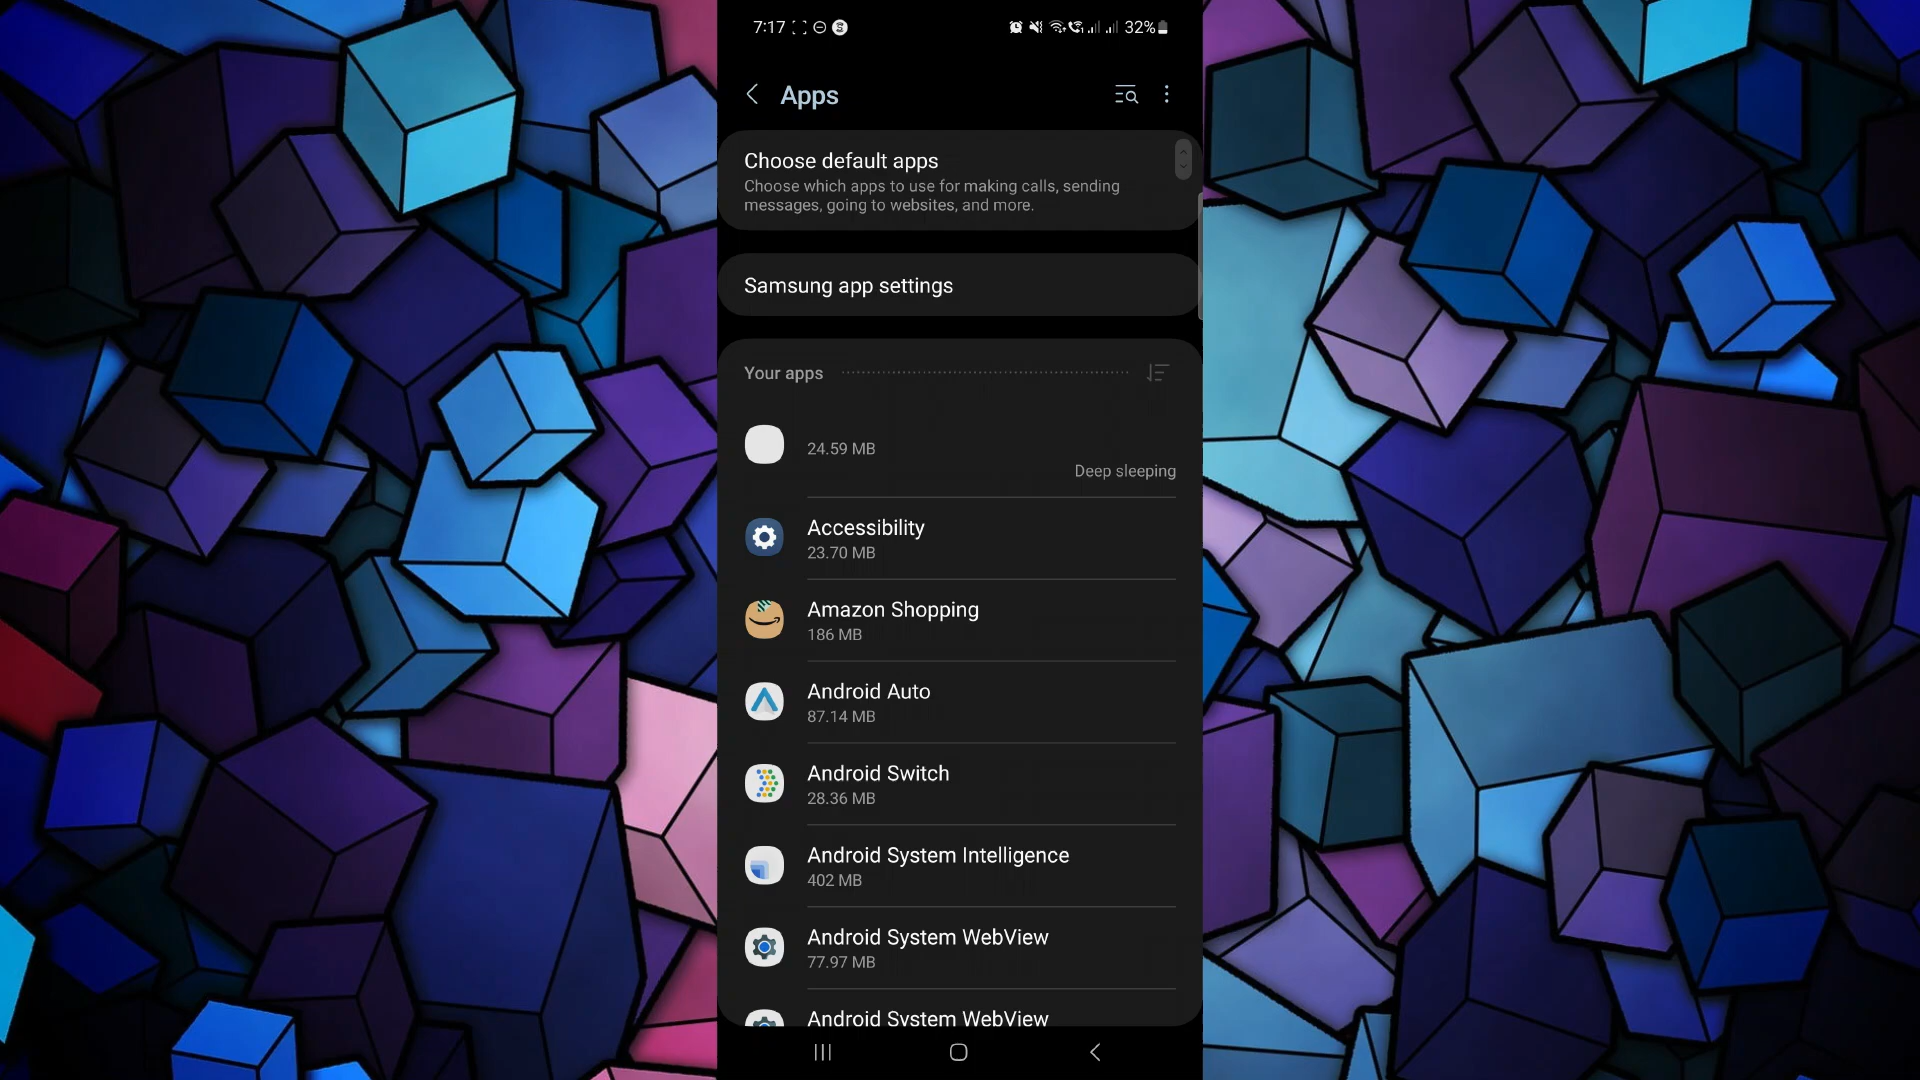 7:17
32%
Apps
Choose default apps
Choose which apps to use for making calls, sending
messages, going to websites, and more.
Samsung app settings
Your apps
24.59 MB
Deep sleeping
Accessibility
23.70 MB
Amazon Shopping
186 MB
Android Auto
87.14 MB
Android Switch
28.36 MB
Android System Intelligence
402 MB
Android System WebView
77.97 MB
Android System WebView